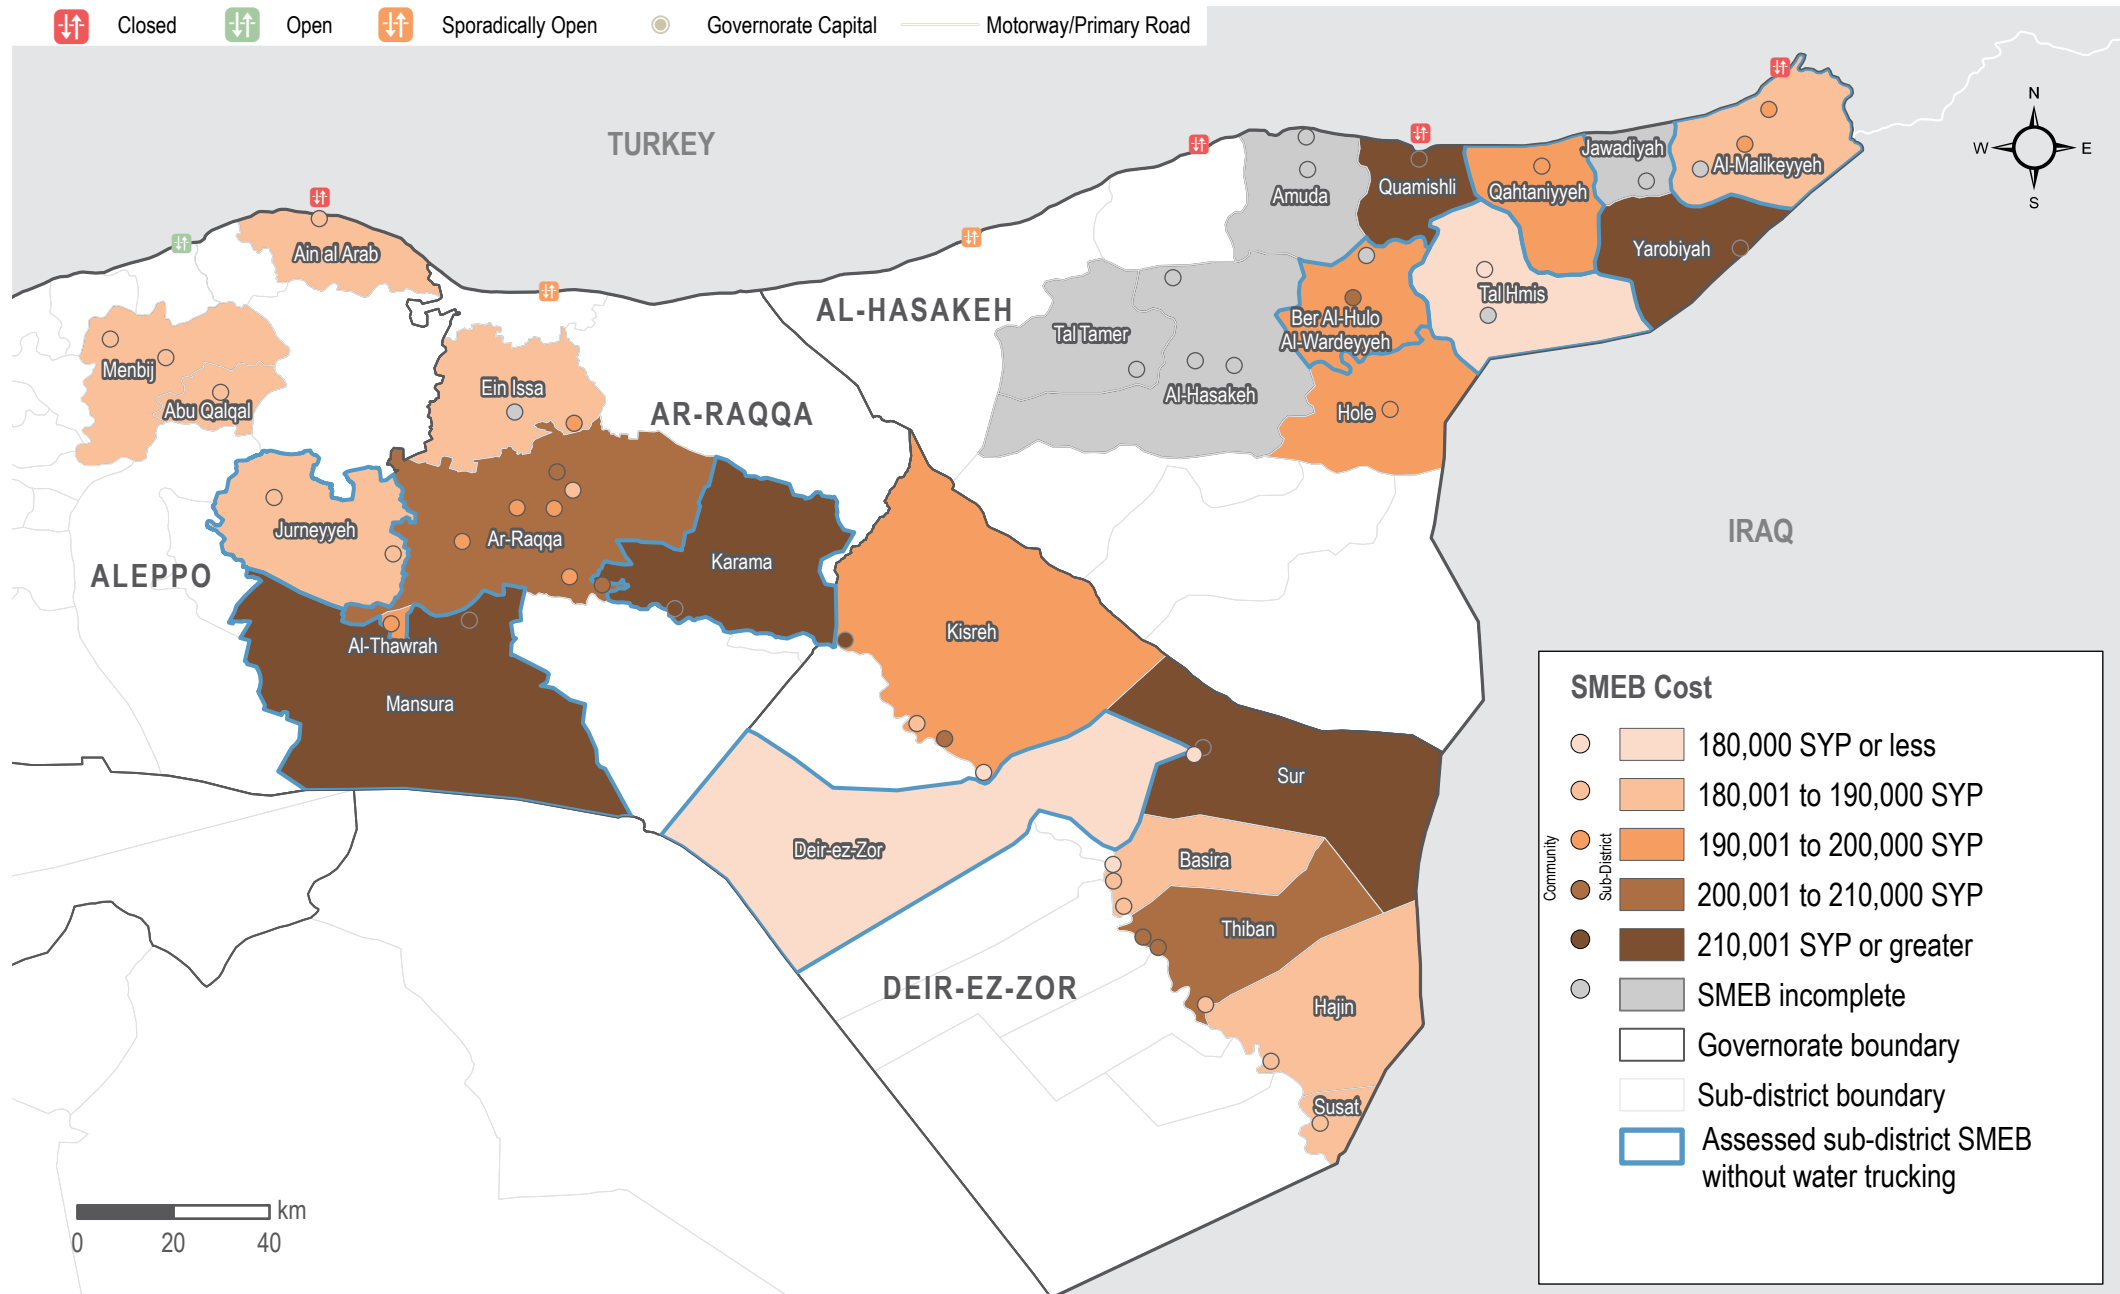 Closed
Open
Sporadically Open
Governorate Capital
Motorway/Primary Road
TURKEY
N
W
E
S
Jawadiyah
Al-Malikeyyeh
Amuda
Quamishli
Qahtaniyyeh
Yarobiyah
Ain al Arab
AL-HASAKEH
Tal Tamer
Ber Al-Hulo
Al-Wardeyyeh
Tal Hmis
Menbij
Abu Qalqal
Ein Issa
AR-RAQQA
Al-Hasakeh
Hole
Jurneyyeh
Ar-Raqqa
Karama
IRAQ
ALEPPO
Kisreh
Al-Thawrah
Mansura
Sur
Deir-ez-Zor
Basira
Thiban
DEIR-EZ-ZOR
Hajin
Susat
SMEB Cost
180,000 SYP or less
180,001 to 190,000 SYP
190,001 to 200,000 SYP
200,001 to 210,000 SYP
210,001 SYP or greater
SMEB incomplete
Community
Sub-District
Governorate boundary
Sub-district boundary
Assessed sub-district SMEB
without water trucking
km
0 20 40